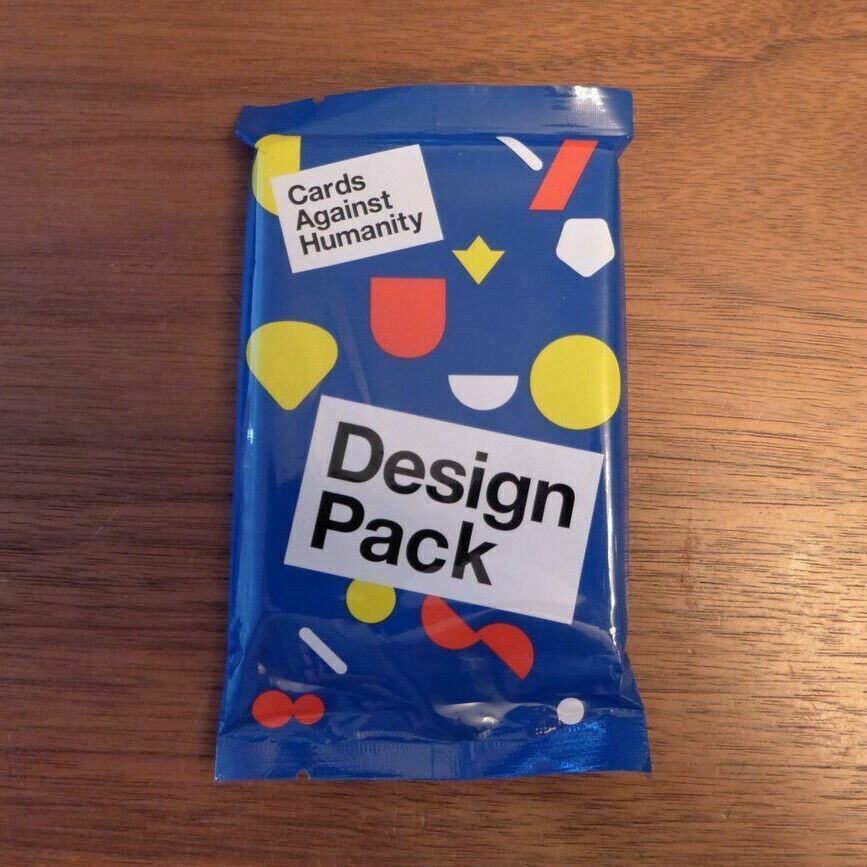 Cards
Against
Humanity
Design
Pack